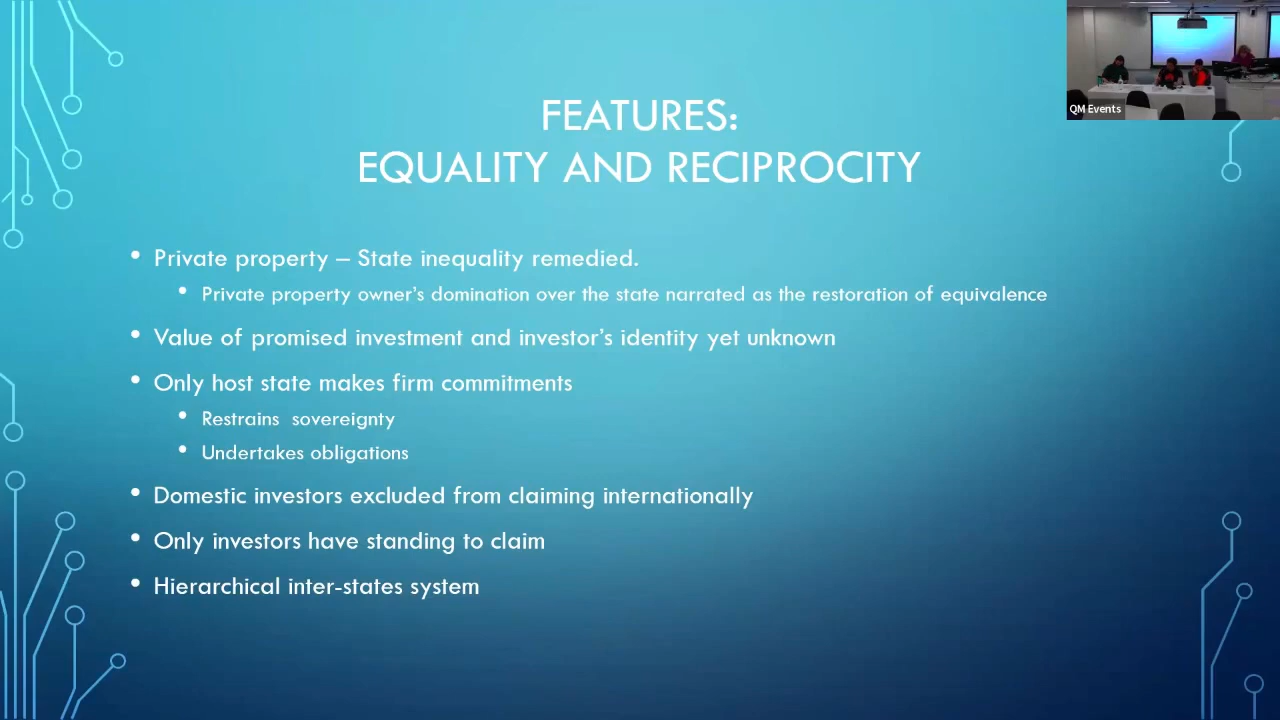 QM Events
FEATURES:
EQUALITY AND RECIPROCITY
• Private property – State inequality remedied.
• Private property owner's domination over the state narrated as the restoration of equivalence
• Value of promised investment and investor's identity yet unknown
• Only host state makes firm commitments
• Restrains sovereignty
• Undertakes obligations
• Domestic investors excluded from claiming internationally
• Only investors have standing to claim
• Hierarchical inter-states system